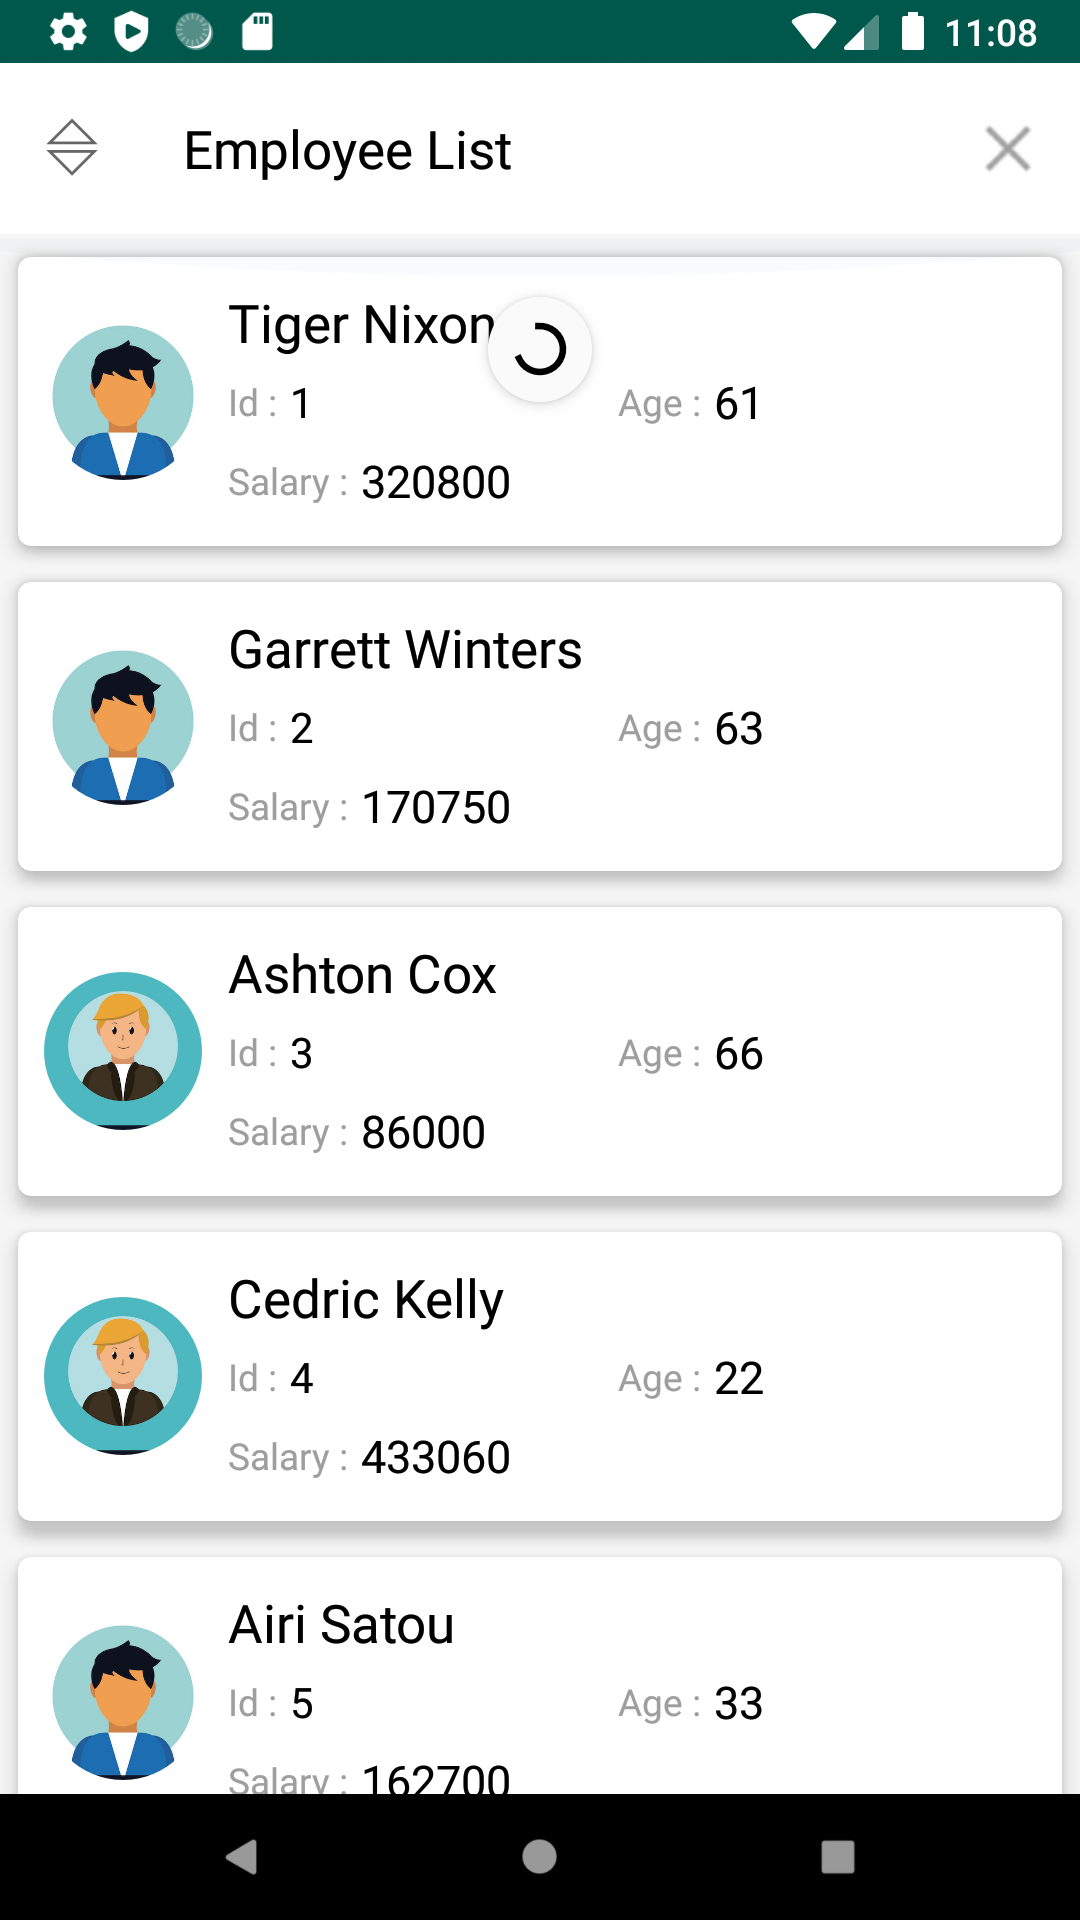 11:08
Employee List
Tiger Nixon
Id : 1 Age : 61
Salary : 320800
Garrett Winters
Id : 2 Age : 63
Salary : 170750
Ashton Cox
Id : 3 Age : 66
Salary : 86000
Cedric Kelly
Id : 4 Age : 22
Salary : 433060
Airi Satou
Id : 5 Age : 33
Salary : 162700